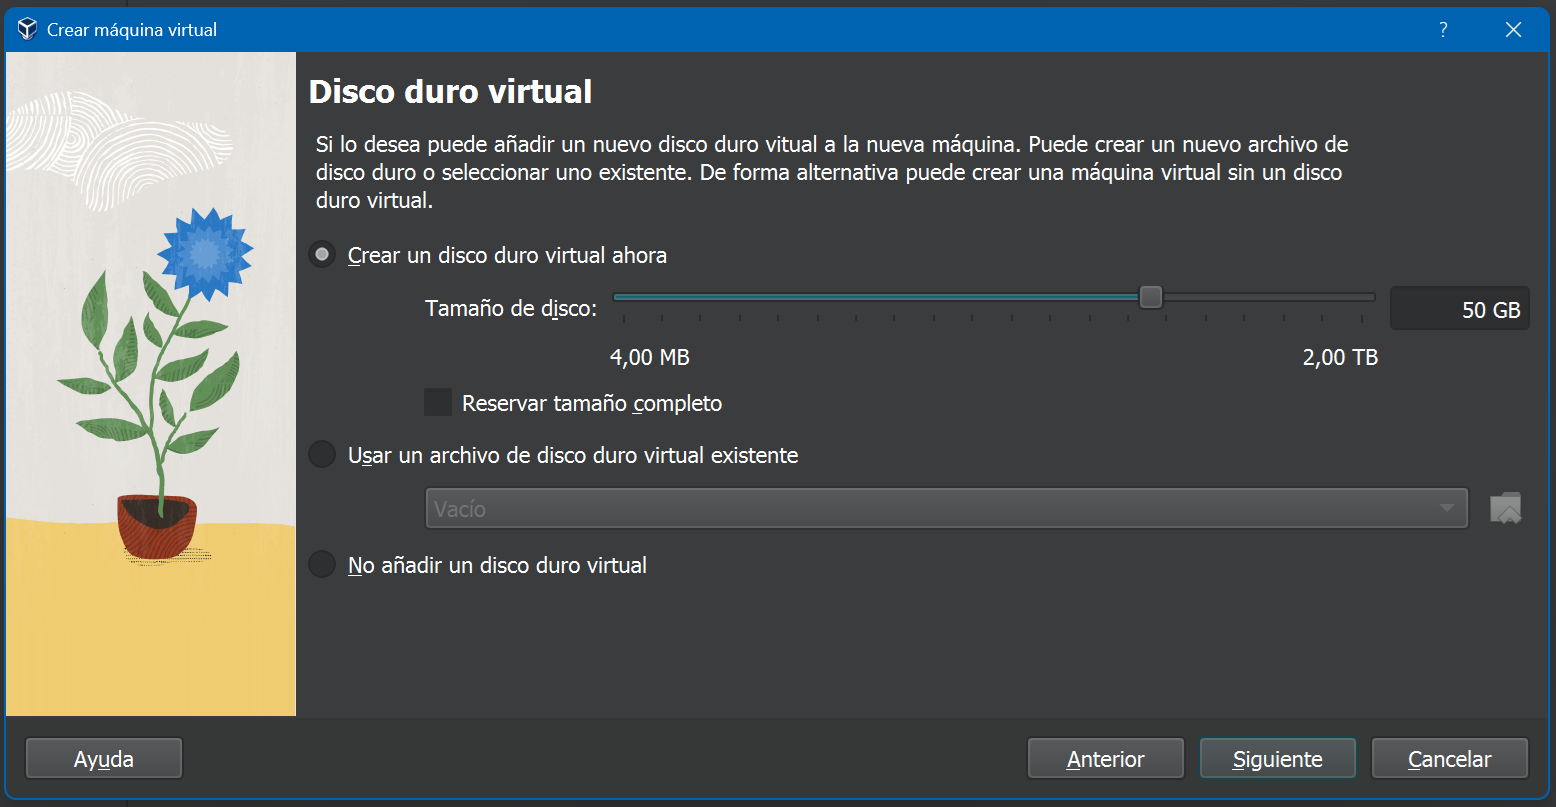 Crear máquina virtual
?
Disco duro virtual
Si lo desea puede añadir un nuevo disco duro vitual a la nueva máquina. Puede crear un nuevo archivo de
disco duro o seleccionar uno existente. De forma alternativa puede crear una máquina virtual sin un disco
duro virtual.
Crear un disco duro virtual ahora
Tamaño de disco:
50 GB
4,00 MB
2,00 TB
Reservar tamaño completo
Usar un archivo de disco duro virtual existente
Vacío
No añadir un disco duro virtual
Ayuda
Anterior
Siguiente
Cancelar